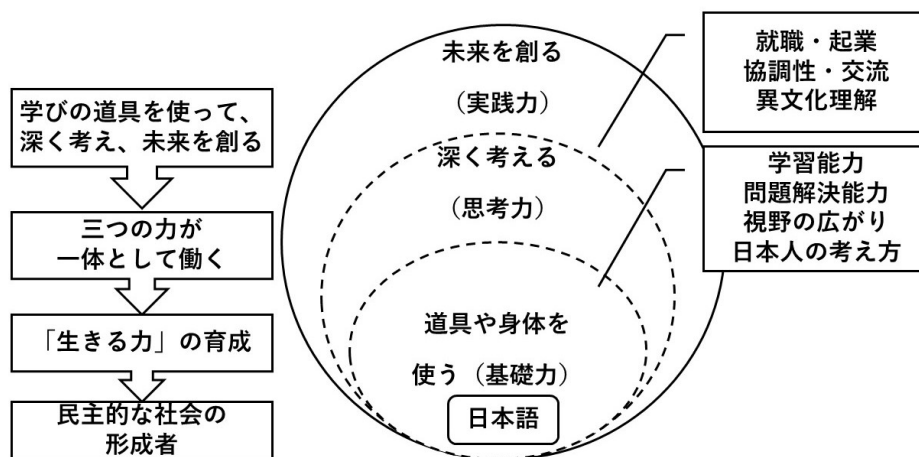 学びの道具を使って、
深く考え、未来を創る
三つの力が
一体として働く
「生きる力」の育成
民主的な社会の
形成者
未来を創る
（実践力）
深く考える
（思考力）
道具や身体を
使う（基礎力）
日本語
就職・起業
協調性・交流
異文化理解
学習能力
問題解決能力
視野の広がり
日本人の考え方